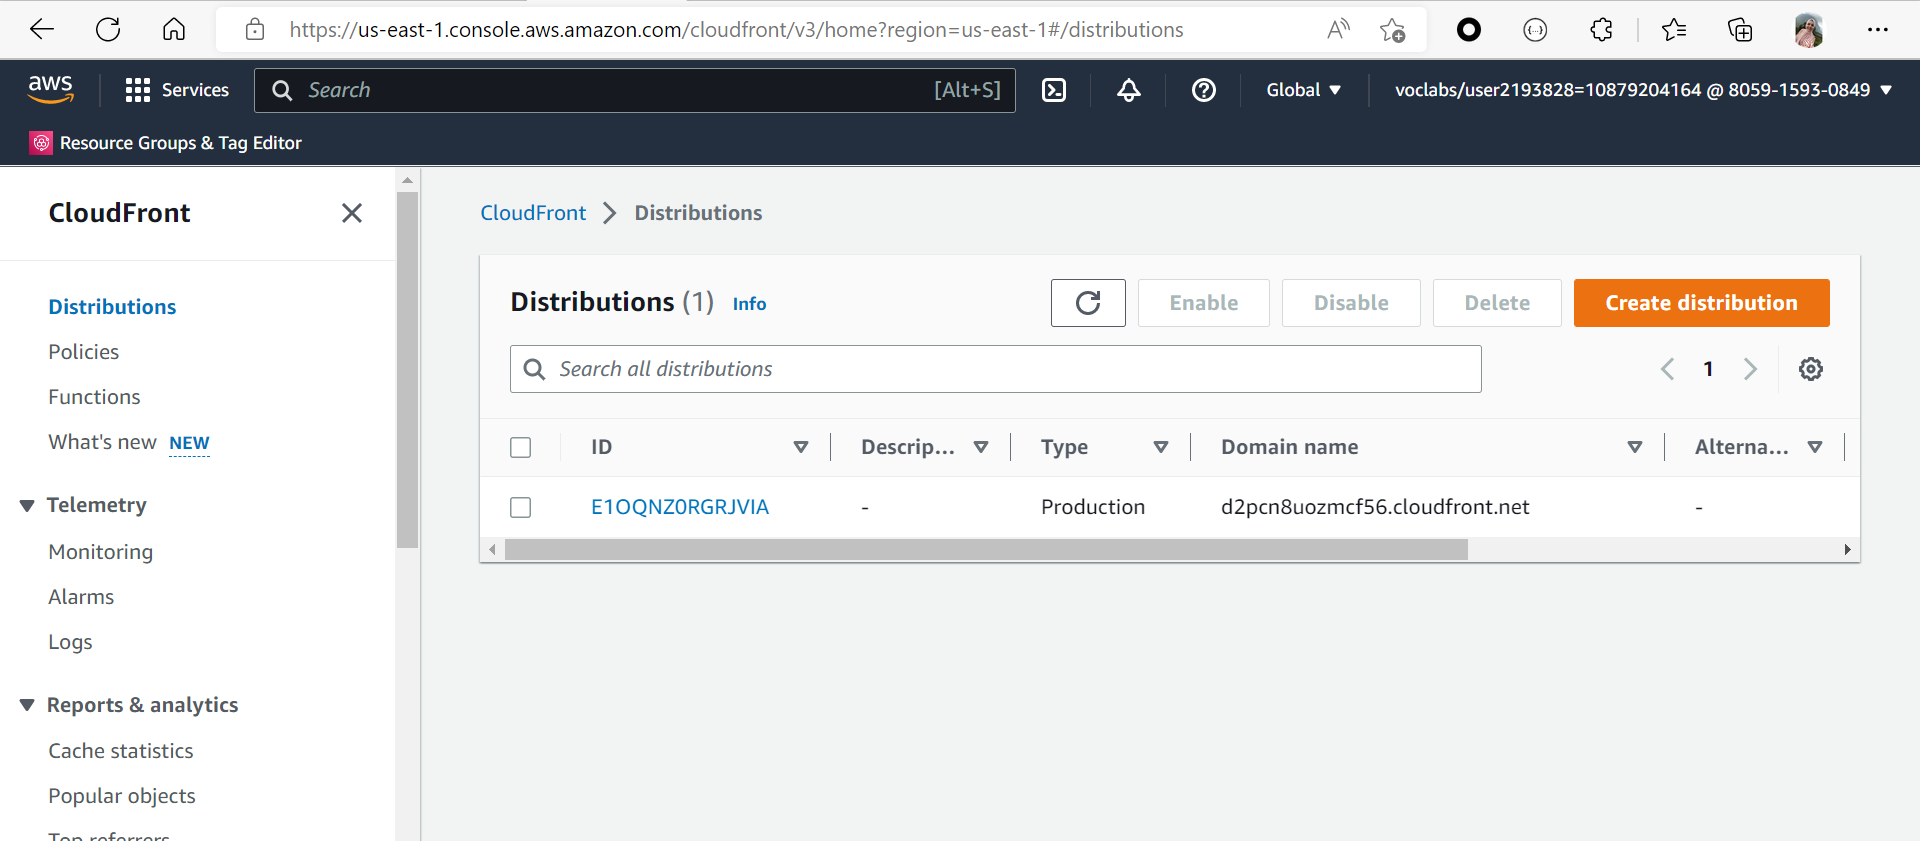 https://us-east-1.console.aws.amazon.com/cloudfront/v3/home?region=us-east-1#/distributions
aws
Services
Search
[Alt+S]
Global
voclabs/user2193828=10879204164 @ 8059-1593-0849
Resource Groups & Tag Editor
CloudFront
Distributions
Policies
Functions
What's new NEW
Telemetry
Monitoring
Alarms
Logs
Reports & analytics
Cache statistics
Popular objects
Top referrers
CloudFront > Distributions
Distributions (1) Info
Enable
Disable
Delete
Create distribution
Search all distributions
1
ID Descrip... Type Domain name Alterna...
E1OQNZ0RGRJVIA - Production d2pcn8uozmcf56.cloudfront.net -